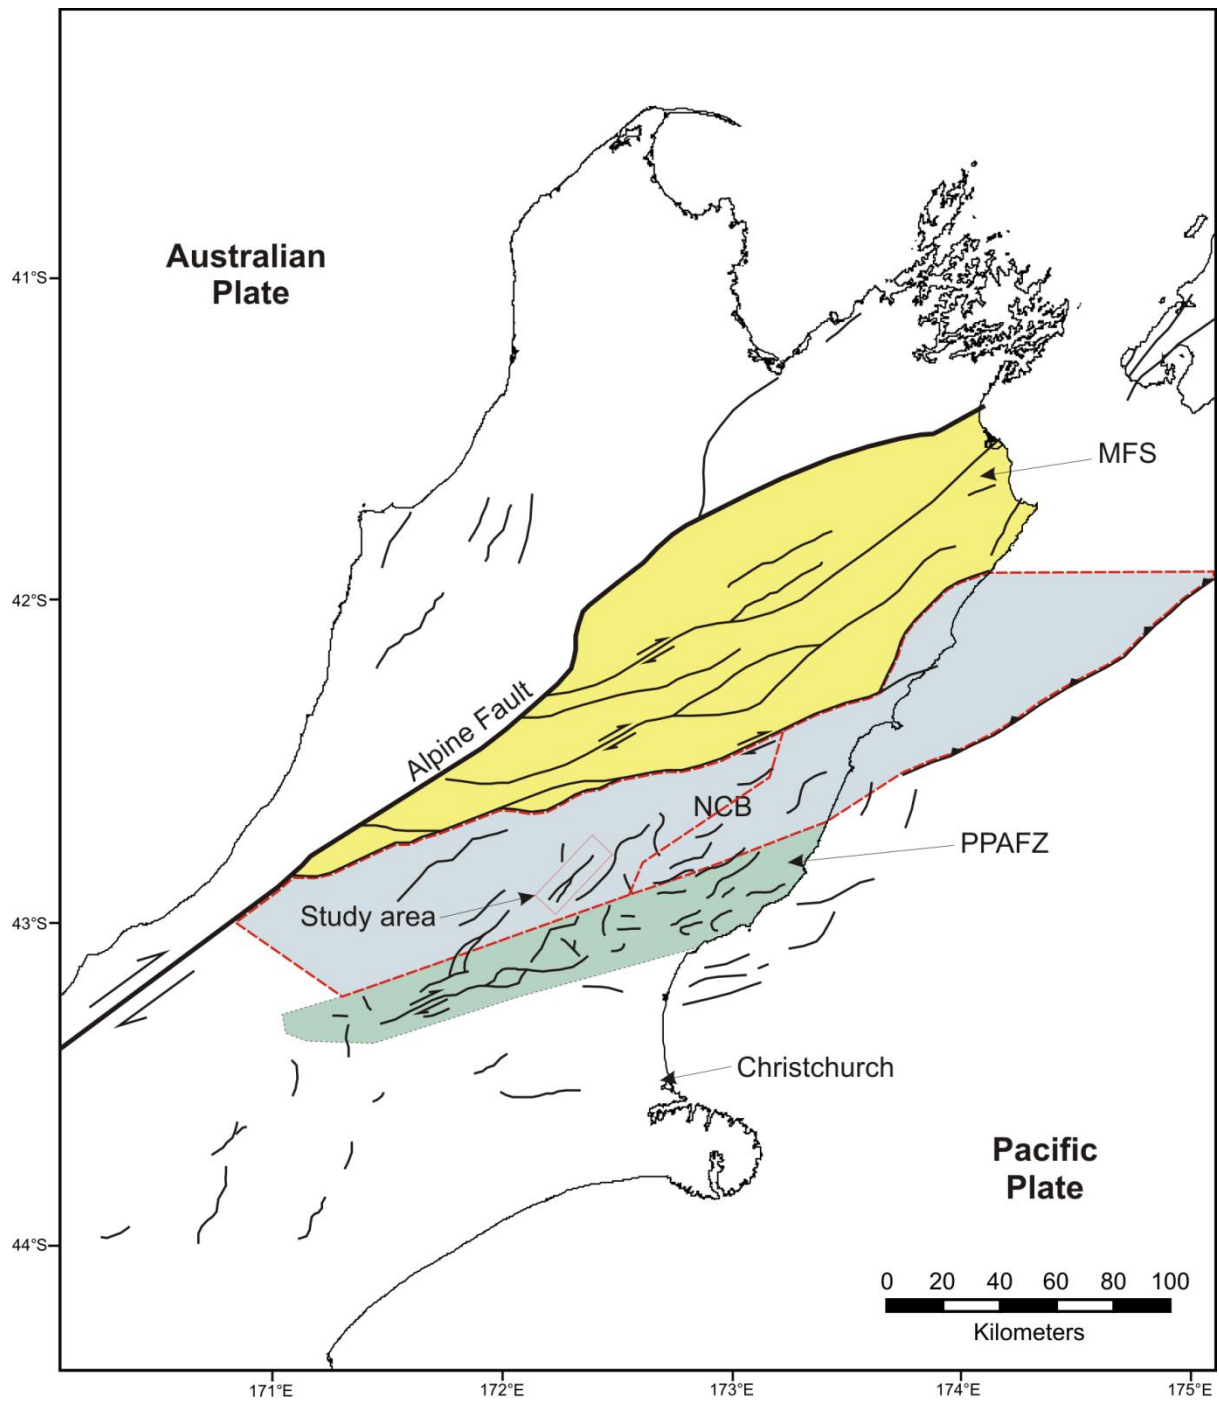 Australian
Plate
41°S
MFS
42°S
Alpine Fault
NCB
PPAFZ
Study area
43°S
Christchurch
Pacific
Plate
44°S
0 20 40 60 80 100
Kilometers
171°E 172°E 173°E 174°E 175°E